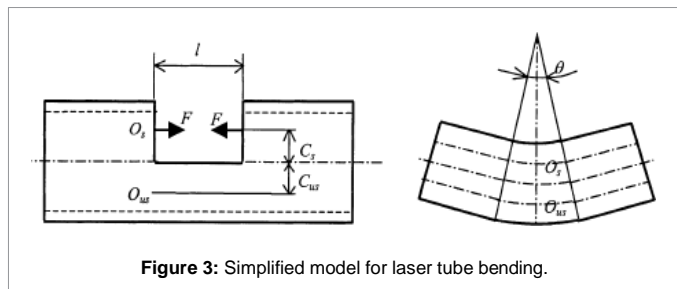 l
θ
F F
O_s
C_s
C_us
O_us
O_s
O_us
Figure 3: Simplified model for laser tube bending.